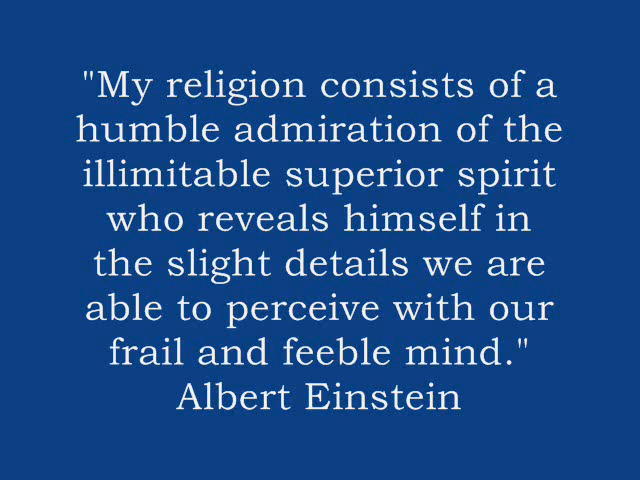 "My religion consists of a
humble admiration of the
illimitable superior spirit
who reveals himself in
the slight details we are
able to perceive with our
frail and feeble mind."
Albert Einstein